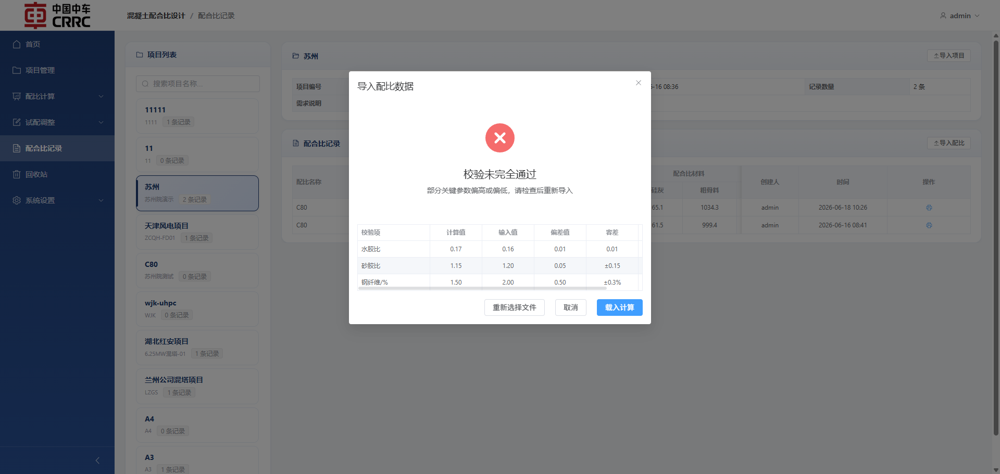 中国中车
CRRC
混凝土配合比设计 / 配合比记录
admin
首页
项目管理
配比计算
试配调整
配合比记录
回收站
系统设置
项目列表
搜索项目名称...
11111
1111 1 条记录
11
11 0 条记录
苏州
苏州院演示 2 条记录
天津风电项目
ZCQH-FD01 1 条记录
C80
苏州院测试 0 条记录
wjk-uhpc
WJK 0 条记录
湖北红安项目
6.25MW混塔-01 1 条记录
兰州公司混塔项目
LZGS 1 条记录
A4
A4 0 条记录
A3
A3 1 条记录
苏州
导入项目
项目编号
-16 08:36
记录数量
2 条
需求说明
配合比记录
导入配比
配比名称
配合比材料
创建人
时间
操作
硅灰
粗骨料
C80 65.1 1034.3 admin 2026-06-18 10:26
C80 61.5 999.4 admin 2026-06-16 08:41
导入配比数据
校验未完全通过
部分关键参数偏高或偏低，请检查后重新导入
校验项 计算值 输入值 偏差值 容差
水胶比 0.17 0.16 0.01 0.01
砂胶比 1.15 1.20 0.05 ±0.15
钢纤维/% 1.50 2.00 0.50 ±0.3%
重新选择文件
取消
载入计算